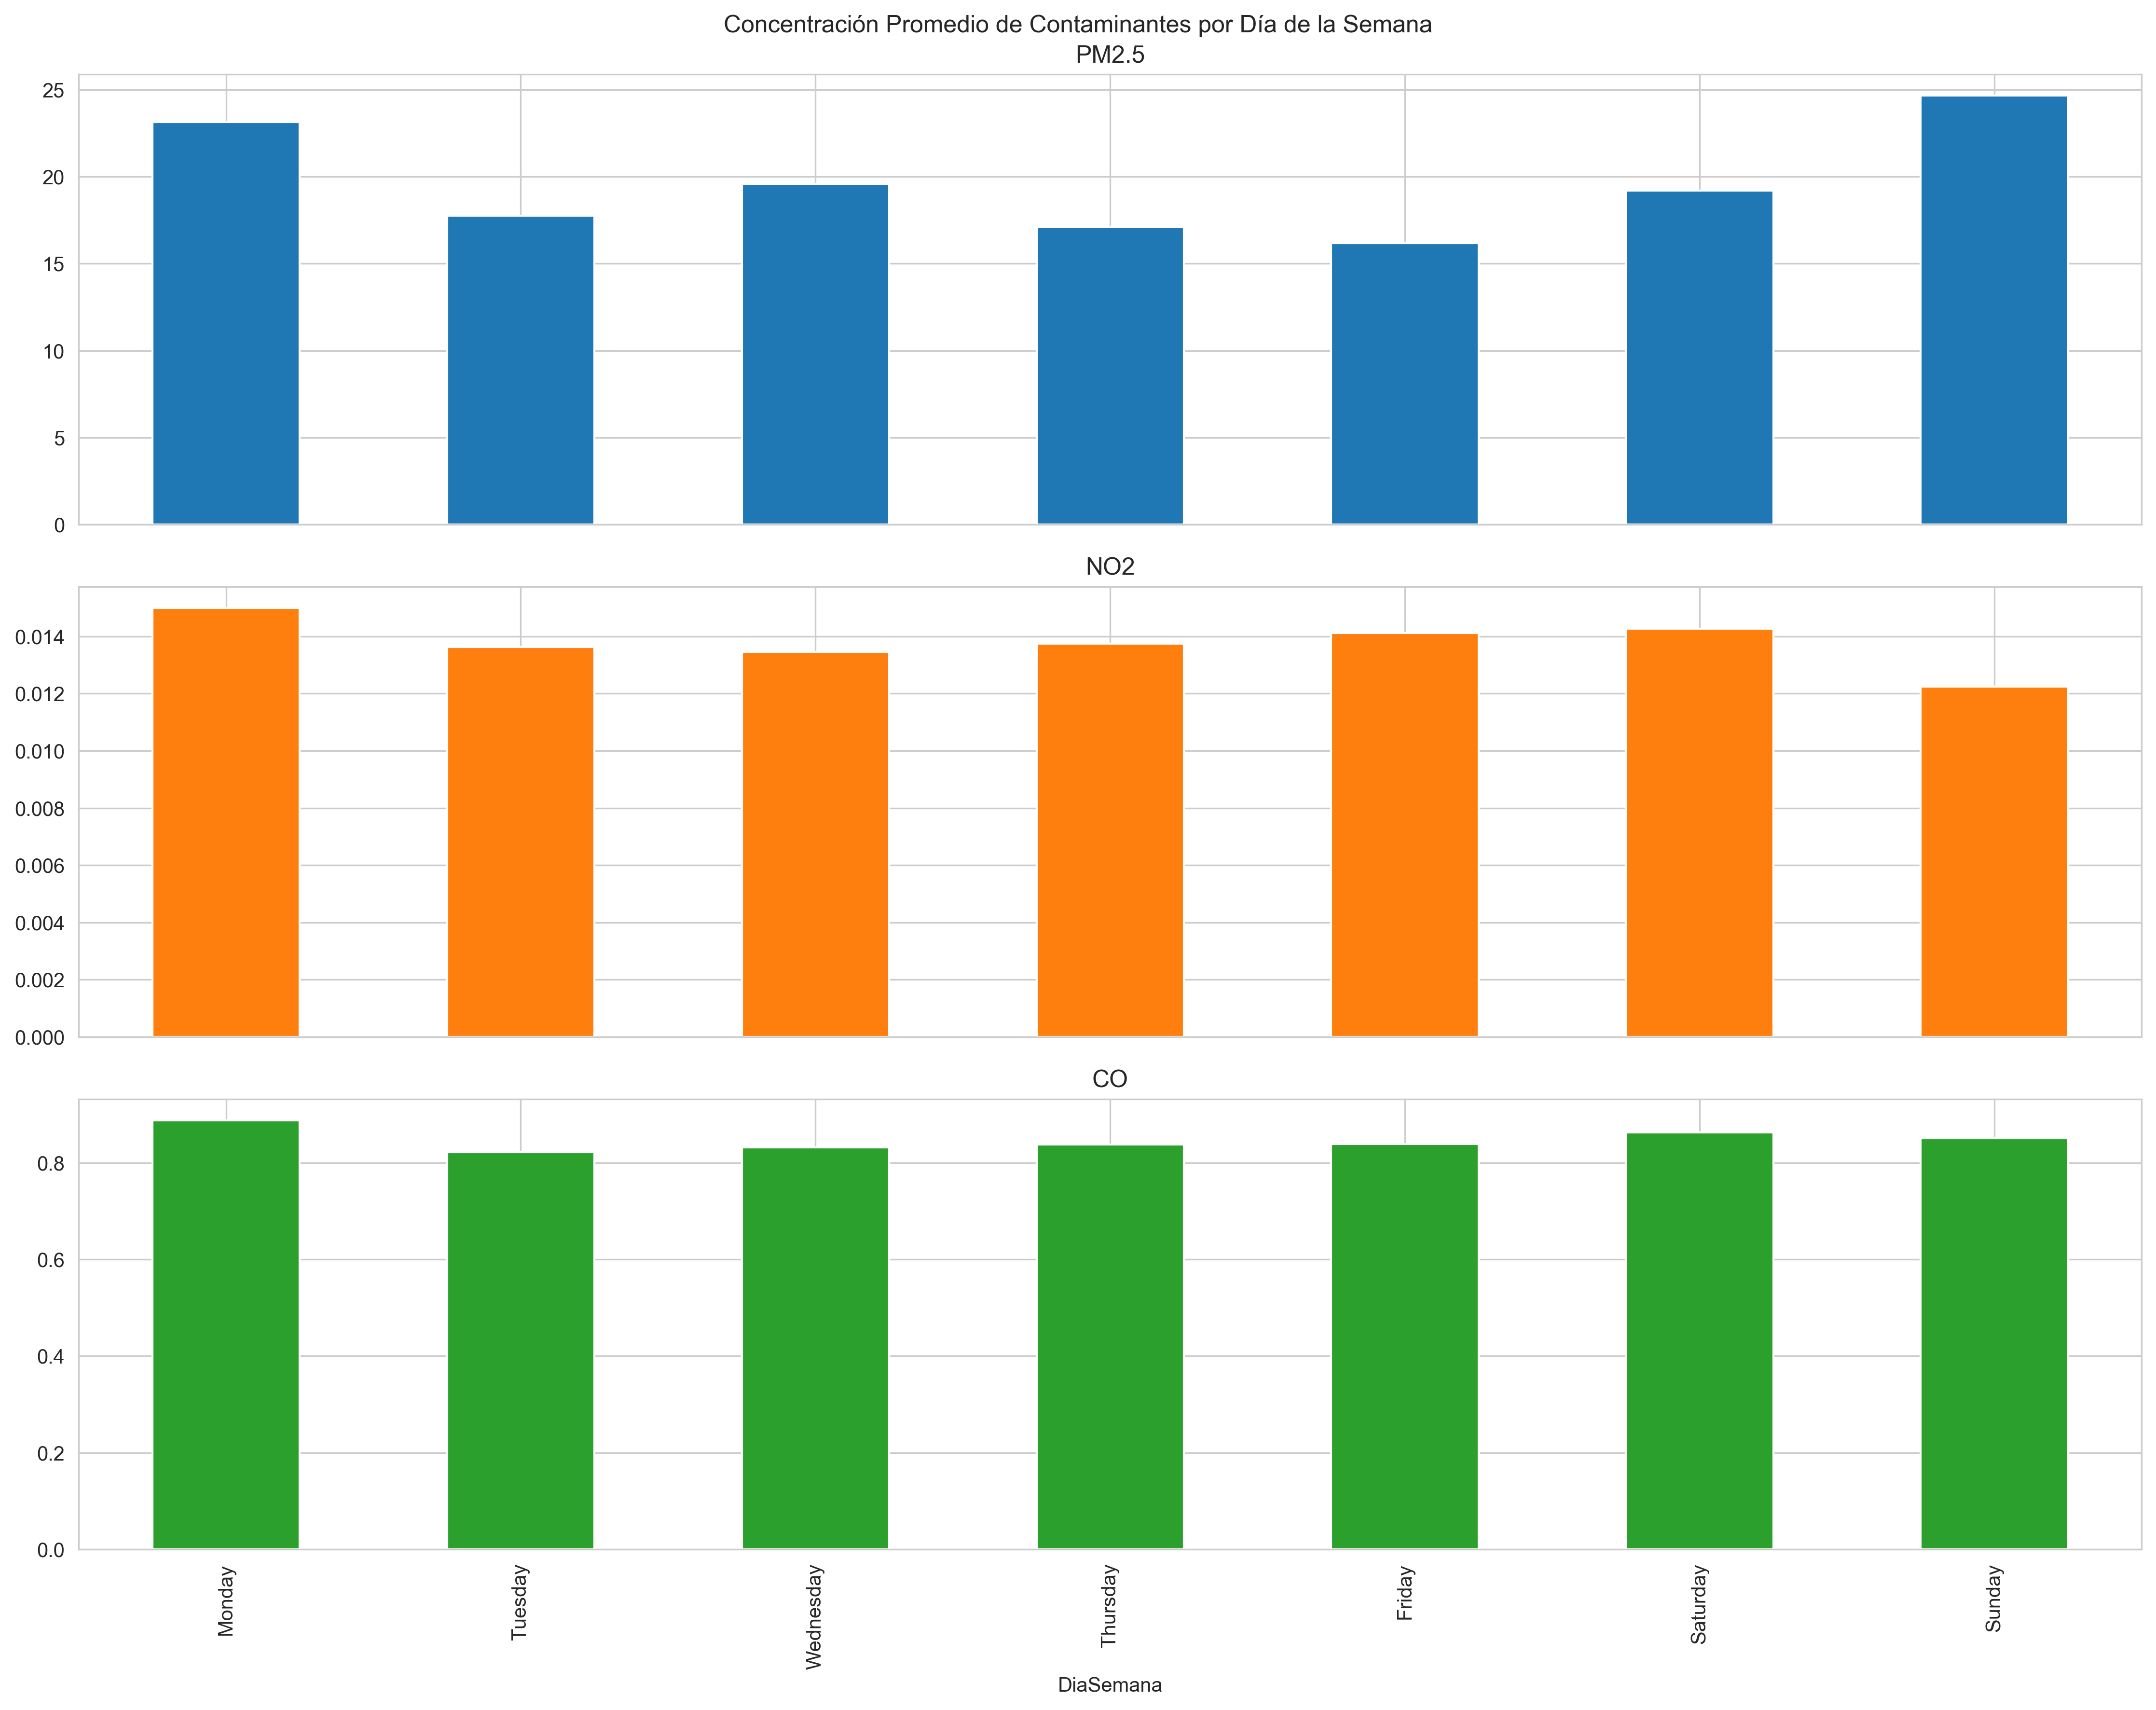 Concentración Promedio de Contaminantes por Día de la Semana
PM2.5
25
20
15
10
5
0
NO2
0.014
0.012
0.010
0.008
0.006
0.004
0.002
0.000
CO
0.8
0.6
0.4
0.2
0.0
Monday
Tuesday
Wednesday
Thursday
Friday
Saturday
Sunday
DiaSemana